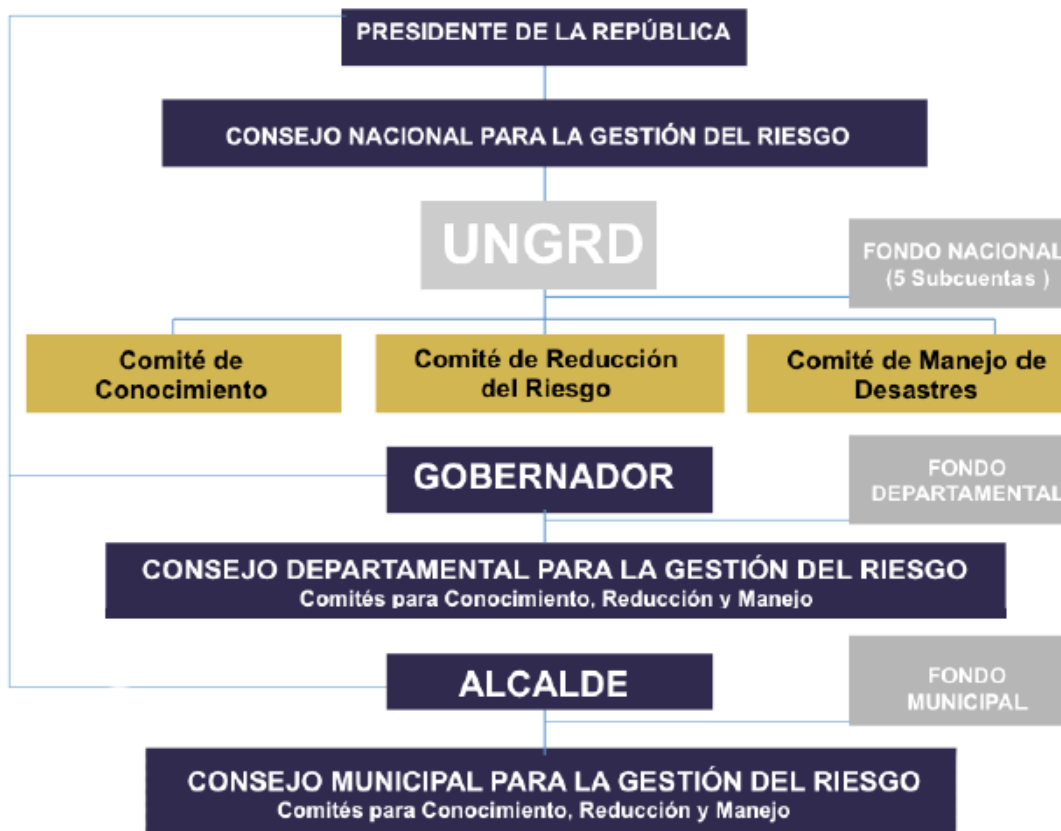 PRESIDENTE DE LA REPÚBLICA
CONSEJO NACIONAL PARA LA GESTIÓN DEL RIESGO
UNGRD
FONDO NACIONAL
(5 Subcuentas )
Comité de
Conocimiento
Comité de Reducción
del Riesgo
Comité de Manejo de
Desastres
GOBERNADOR
FONDO
DEPARTAMENTAL
CONSEJO DEPARTAMENTAL PARA LA GESTIÓN DEL RIESGO
Comités para Conocimiento, Reducción y Manejo
ALCALDE
FONDO
MUNICIPAL
CONSEJO MUNICIPAL PARA LA GESTIÓN DEL RIESGO
Comités para Conocimiento, Reducción y Manejo